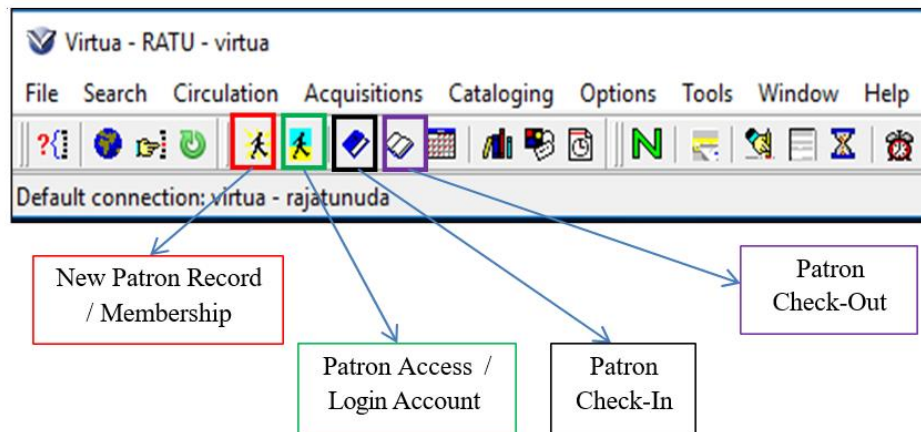 Virtua - RATU - virtua
File Search Circulation Acquisitions Cataloging Options Tools Window Help
?{ N
Default connection: virtua - rajatunuda
New Patron Record
/ Membership
Patron
Check-Out
Patron Access /
Login Account
Patron
Check-In